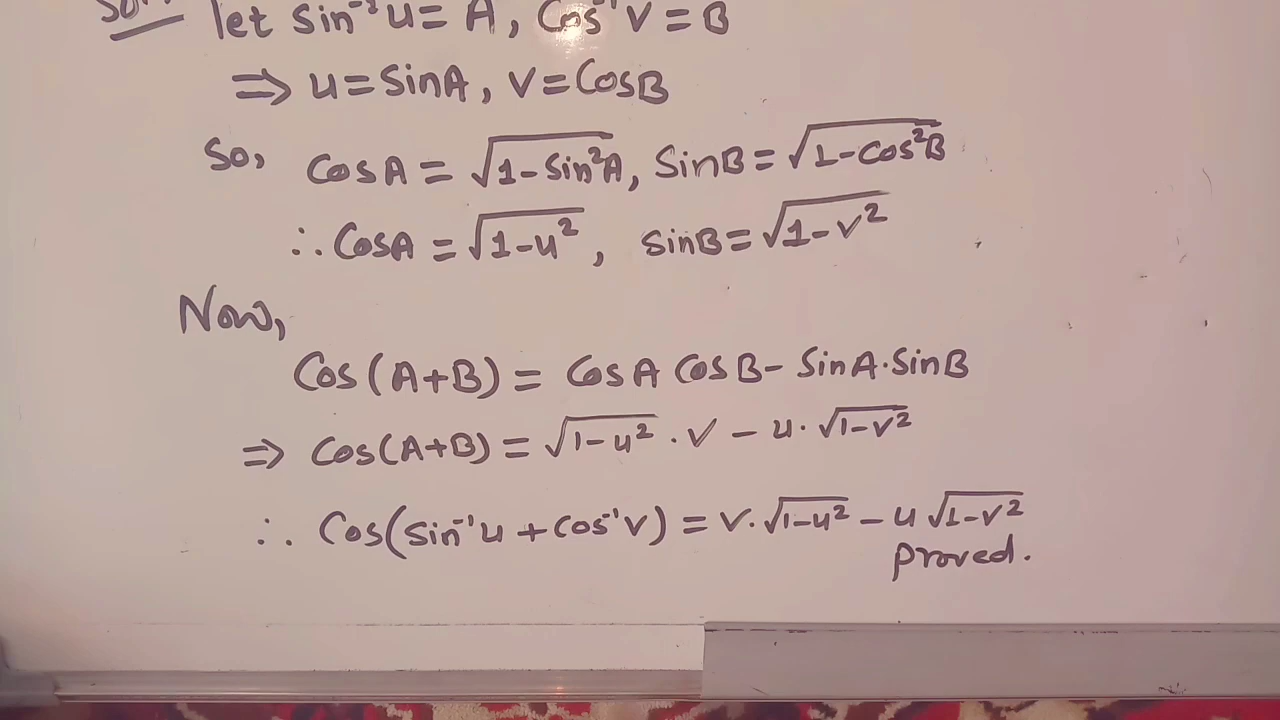 Soln. let sin⁻¹u = A, Cos⁻¹v = B
⇒ u = SinA, v = CosB
So, CosA = √(1-Sin²A), SinB = √(1-Cos²B)
∴ CosA = √(1-u²), sinB = √(1-v²)
Now,
Cos(A+B) = CosA CosB - SinA·SinB
⇒ Cos(A+B) = √(1-u²) · v - u · √(1-v²)
∴ Cos(sin⁻¹u + cos⁻¹v) = v·√(1-u²) - u√(1-v²)
proved.